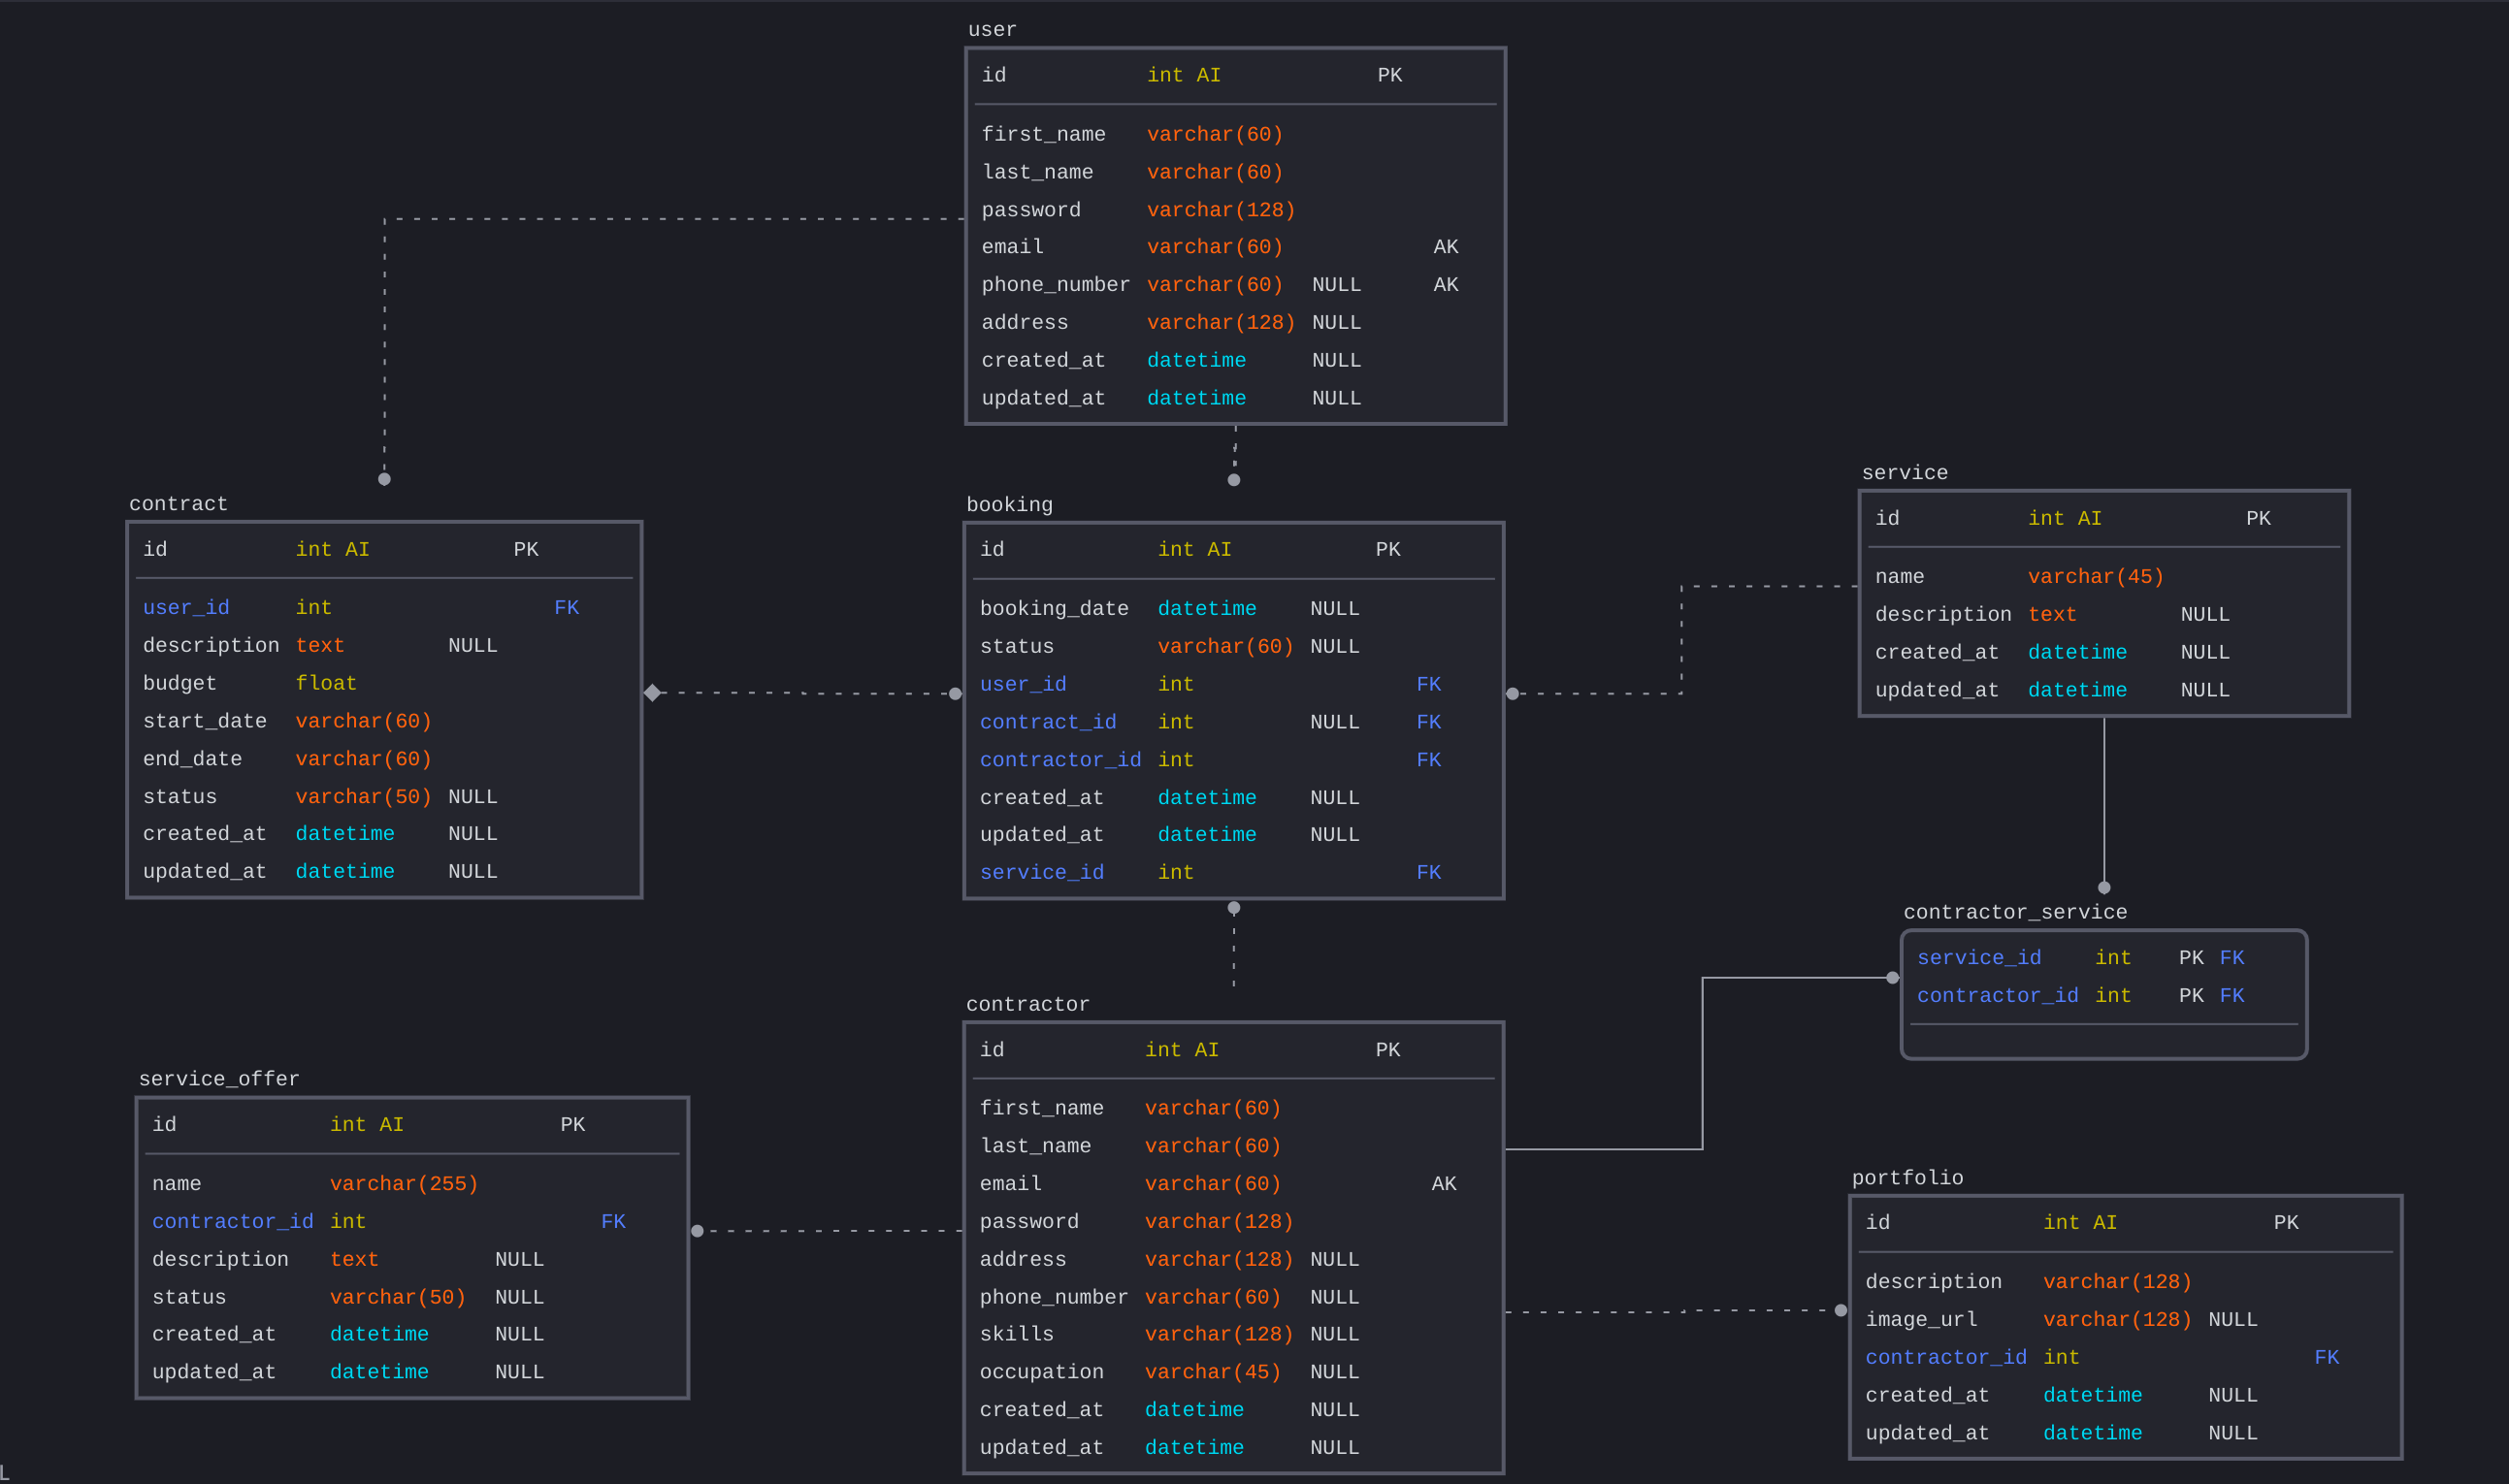 user
id int AI PK
first_name varchar(60)
last_name varchar(60)
password varchar(128)
email varchar(60) AK
phone_number varchar(60) NULL AK
address varchar(128) NULL
created_at datetime NULL
updated_at datetime NULL
contract
id int AI PK
user_id int FK
description text NULL
budget float
start_date varchar(60)
end_date varchar(60)
status varchar(50) NULL
created_at datetime NULL
updated_at datetime NULL
booking
id int AI PK
booking_date datetime NULL
status varchar(60) NULL
user_id int FK
contract_id int NULL FK
contractor_id int FK
created_at datetime NULL
updated_at datetime NULL
service_id int FK
service
id int AI PK
name varchar(45)
description text NULL
created_at datetime NULL
updated_at datetime NULL
contractor_service
service_id int PK FK
contractor_id int PK FK
service_offer
id int AI PK
name varchar(255)
contractor_id int FK
description text NULL
status varchar(50) NULL
created_at datetime NULL
updated_at datetime NULL
contractor
id int AI PK
first_name varchar(60)
last_name varchar(60)
email varchar(60) AK
password varchar(128)
address varchar(128) NULL
phone_number varchar(60) NULL
skills varchar(128) NULL
occupation varchar(45) NULL
created_at datetime NULL
updated_at datetime NULL
portfolio
id int AI PK
description varchar(128)
image_url varchar(128) NULL
contractor_id int FK
created_at datetime NULL
updated_at datetime NULL
L